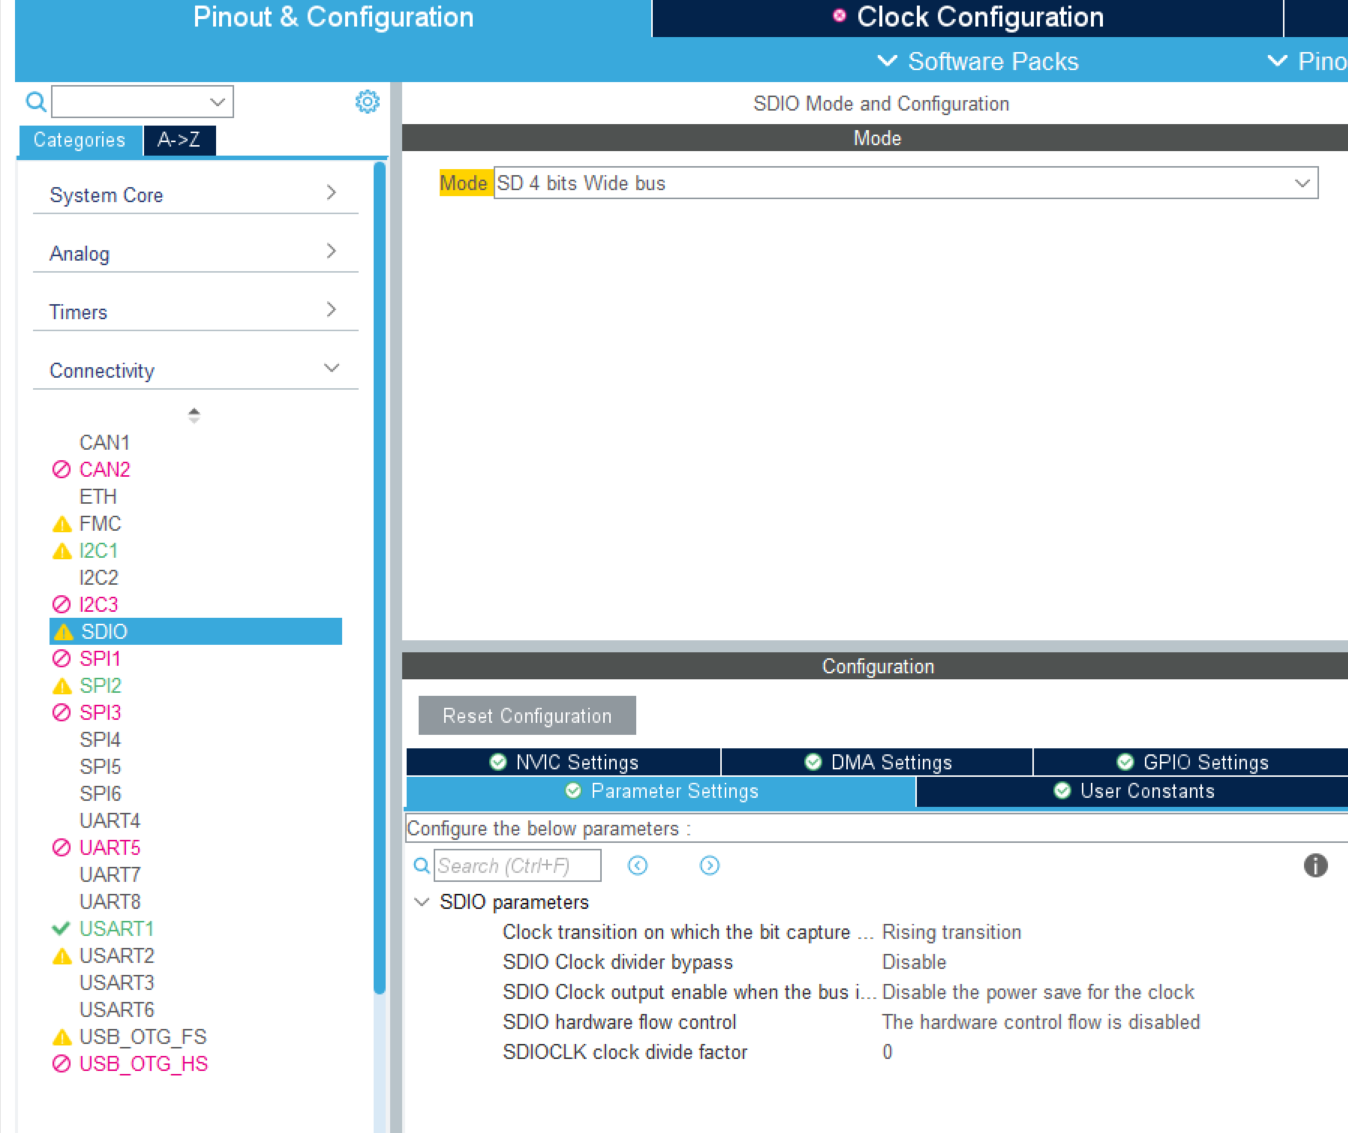 Pinout & Configuration
Clock Configuration
Software Packs
Pino
Categories
A->Z
System Core
Analog
Timers
Connectivity
CAN1
CAN2
ETH
FMC
I2C1
I2C2
I2C3
SDIO
SPI1
SPI2
SPI3
SPI4
SPI5
SPI6
UART4
UART5
UART7
UART8
USART1
USART2
USART3
USART6
USB_OTG_FS
USB_OTG_HS
SDIO Mode and Configuration
Mode
Mode SD 4 bits Wide bus
Configuration
Reset Configuration
NVIC Settings
DMA Settings
GPIO Settings
Parameter Settings
User Constants
Configure the below parameters :
Search (Ctrl+F)
SDIO parameters
Clock transition on which the bit capture ... Rising transition
SDIO Clock divider bypass Disable
SDIO Clock output enable when the bus i... Disable the power save for the clock
SDIO hardware flow control The hardware control flow is disabled
SDIOCLK clock divide factor 0